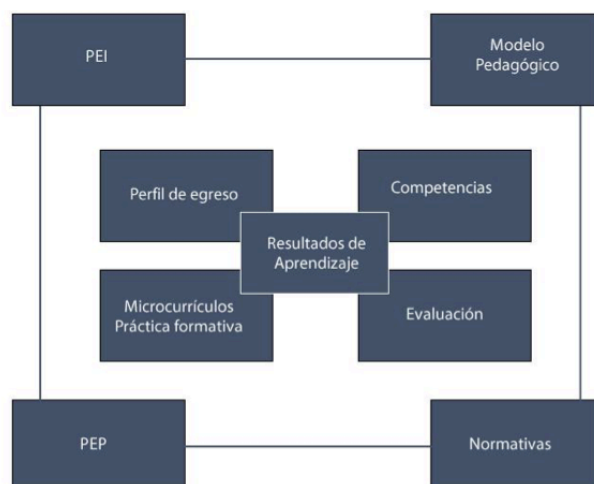 PEI
Modelo
Pedagógico
Perfil de egreso
Competencias
Resultados de
Aprendizaje
Microcurrículos
Práctica formativa
Evaluación
PEP
Normativas